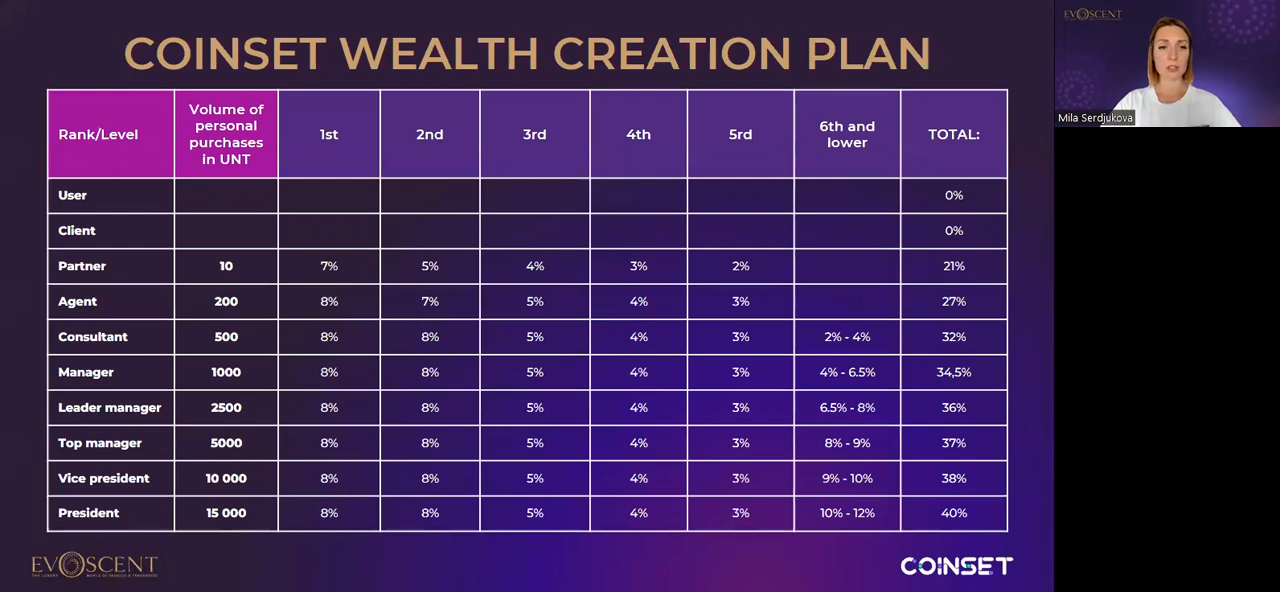 COINSET WEALTH CREATION PLAN
Rank/Level Volume of personal purchases in UNT 1st 2nd 3rd 4th 5rd 6th and lower TOTAL:
User 0%
Client 0%
Partner 10 7% 5% 4% 3% 2% 21%
Agent 200 8% 7% 5% 4% 3% 27%
Consultant 500 8% 8% 5% 4% 3% 2% - 4% 32%
Manager 1000 8% 8% 5% 4% 3% 4% - 6.5% 34,5%
Leader manager 2500 8% 8% 5% 4% 3% 6.5% - 8% 36%
Top manager 5000 8% 8% 5% 4% 3% 8% - 9% 37%
Vice president 10 000 8% 8% 5% 4% 3% 9% - 10% 38%
President 15 000 8% 8% 5% 4% 3% 10% - 12% 40%
EVOSCENT
COINSET
EVOSCENT
Mila Serdjukova